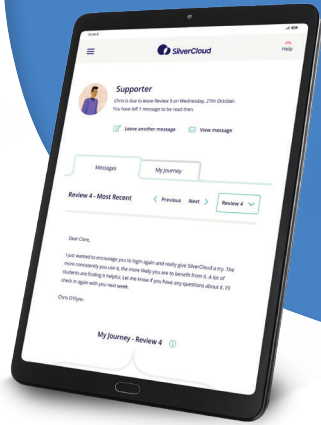 SilverCloud
Help
Supporter
Chris is due to leave Review 5 on Wednesday, 27th October.
You have left 1 message to be read then.
Leave another message
View message
Messages
My Journey
Review 4 - Most Recent
Previous
Next
Review 4
Dear Clare,
I just wanted to encourage you to login again and really give SilverCloud a try. The
more consistently you use it, the more likely you are to benefit from it. A lot of
students are finding it helpful. Let me know if you have any questions about it, I'll
check in again with you next week.
Chris O'Flynn
My Journey - Review 4